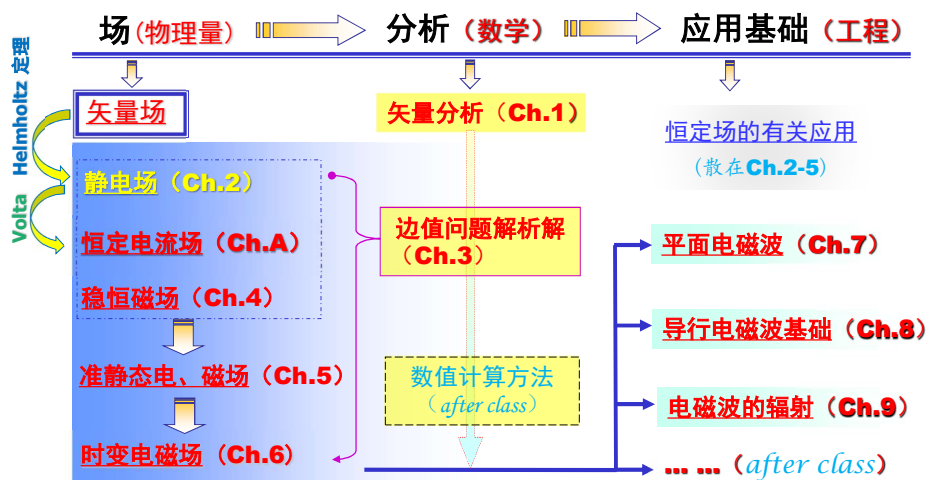 场(物理量)
分析(数学)
应用基础(工程)
Helmholtz 定理
Volta
矢量场
静电场(Ch.2)
恒定电流场(Ch.A)
稳恒磁场(Ch.4)
准静态电、磁场(Ch.5)
时变电磁场(Ch.6)
矢量分析(Ch.1)
边值问题解析解
(Ch.3)
数值计算方法
(after class)
恒定场的有关应用
(散在Ch.2-5)
平面电磁波(Ch.7)
导行电磁波基础(Ch.8)
电磁波的辐射(Ch.9)
... ...(after class)